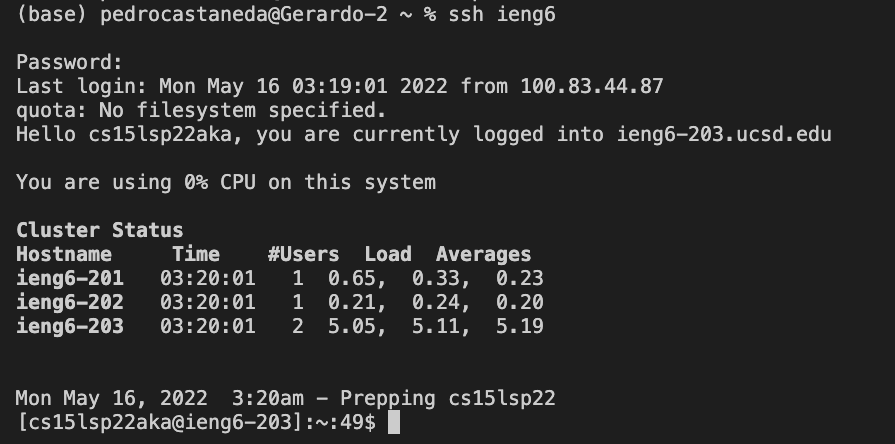 (base) pedrocastaneda@Gerardo-2 ~ % ssh ieng6
Password:
Last login: Mon May 16 03:19:01 2022 from 100.83.44.87
quota: No filesystem specified.
Hello cs15lsp22aka, you are currently logged into ieng6-203.ucsd.edu
You are using 0% CPU on this system
Cluster Status
Hostname     Time    #Users  Load  Averages
ieng6-201   03:20:01   1  0.65,  0.33,  0.23
ieng6-202   03:20:01   1  0.21,  0.24,  0.20
ieng6-203   03:20:01   2  5.05,  5.11,  5.19
Mon May 16, 2022  3:20am - Prepping cs15lsp22
[cs15lsp22aka@ieng6-203]:~:49$